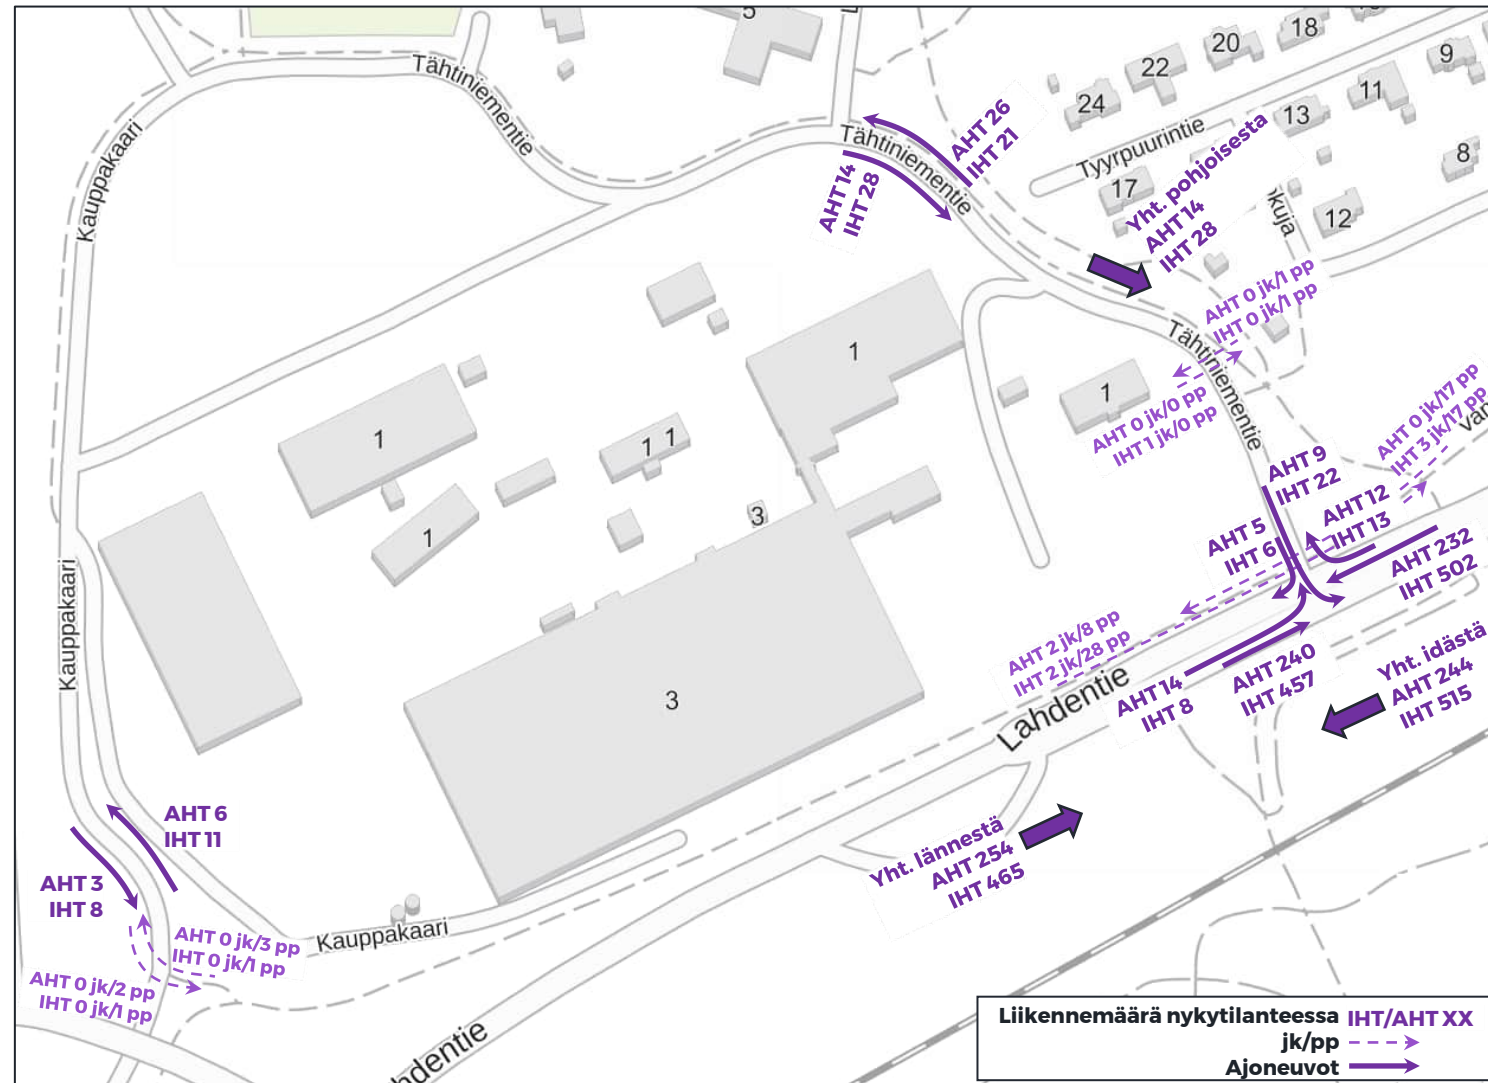 5
18
20
22
24
9
11
13
8
17
12
Tähtiniementie
Tyyrpuurintie
kuja
Kauppakaari
Tähtiniementie
AHT 26
IHT 21
AHT 14
IHT 28
Yht. pohjoisesta
AHT 14
IHT 28
AHT 0 jk/1 pp
IHT 0 jk/1 pp
Tähtiniementie
AHT 0 jk/0 pp
IHT 1 jk/0 pp
AHT 0 jk/17 pp
IHT 3 jk/17 pp
1
1
1
1
1
1
1
3
3
AHT 9
IHT 22
AHT 12
IHT 13
AHT 5
IHT 6
AHT 232
IHT 502
AHT 2 jk/8 pp
IHT 2 jk/28 pp
Lahdentie
AHT 14
IHT 8
AHT 240
IHT 457
Yht. idästä
AHT 244
IHT 515
Kauppakaari
Yht. lännestä
AHT 254
IHT 465
AHT 6
IHT 11
AHT 3
IHT 8
AHT 0 jk/3 pp
IHT 0 jk/1 pp
AHT 0 jk/2 pp
IHT 0 jk/1 pp
Kauppakaari
hdentie
Liikennemäärä nykytilanteessa IHT/AHT XX
jk/pp
Ajoneuvot